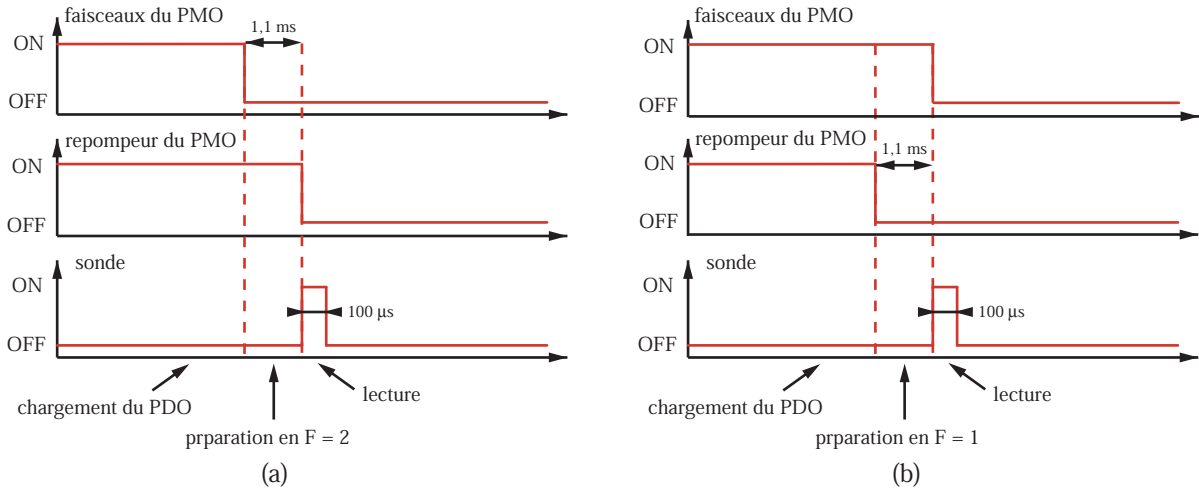 faisceaux du PMO
1,1 ms
ON
OFF
repompeur du PMO
ON
OFF
sonde
ON
100 µs
OFF
lecture
chargement du PDO
prparation en F = 2
(a)
faisceaux du PMO
ON
OFF
repompeur du PMO
1,1 ms
ON
OFF
sonde
ON
100 µs
OFF
lecture
chargement du PDO
prparation en F = 1
(b)